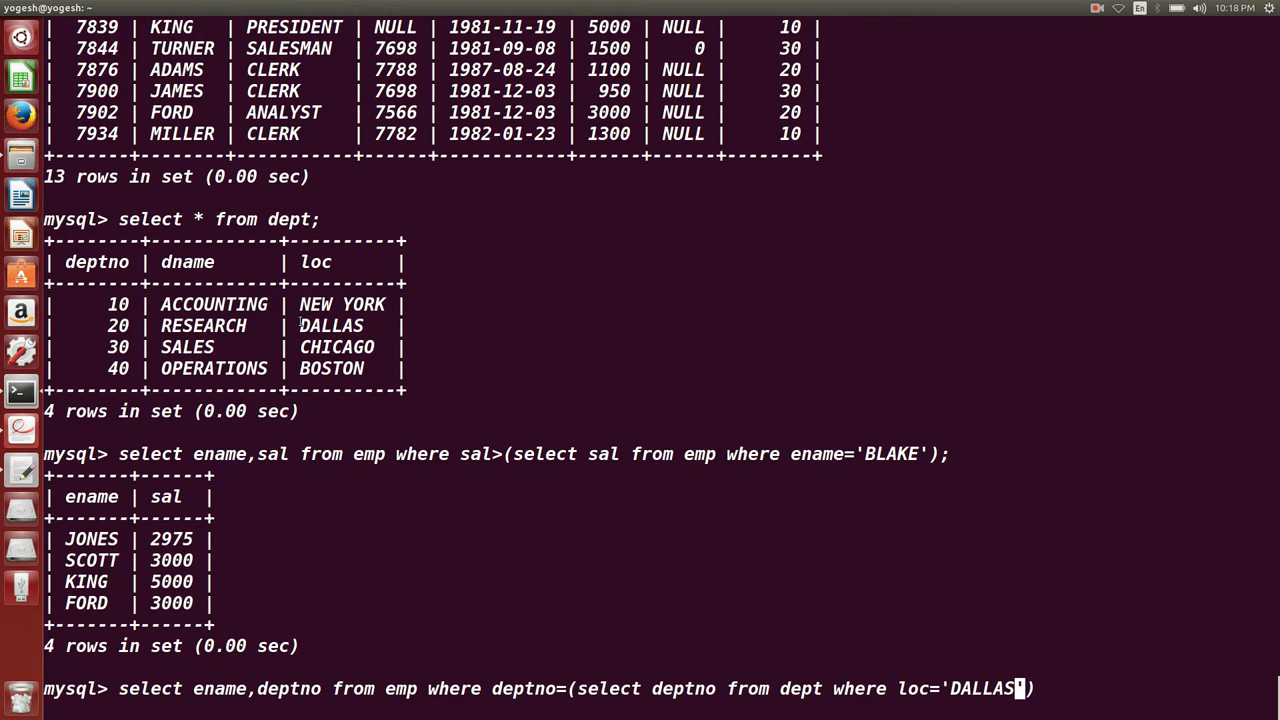 yogesh@yogesh: ~
En 10:18 PM
| 7839 | KING | PRESIDENT | NULL | 1981-11-19 | 5000 | NULL | 10 |
| 7844 | TURNER | SALESMAN | 7698 | 1981-09-08 | 1500 | 0 | 30 |
| 7876 | ADAMS | CLERK | 7788 | 1987-08-24 | 1100 | NULL | 20 |
| 7900 | JAMES | CLERK | 7698 | 1981-12-03 | 950 | NULL | 30 |
| 7902 | FORD | ANALYST | 7566 | 1981-12-03 | 3000 | NULL | 20 |
| 7934 | MILLER | CLERK | 7782 | 1982-01-23 | 1300 | NULL | 10 |
+-------+--------+-----------+------+------------+------+------+--------+
13 rows in set (0.00 sec)
mysql> select * from dept;
+--------+------------+----------+
| deptno | dname | loc |
+--------+------------+----------+
| 10 | ACCOUNTING | NEW YORK |
| 20 | RESEARCH | DALLAS |
| 30 | SALES | CHICAGO |
| 40 | OPERATIONS | BOSTON |
+--------+------------+----------+
4 rows in set (0.00 sec)
mysql> select ename,sal from emp where sal>(select sal from emp where ename='BLAKE');
+-------+------+
| ename | sal |
+-------+------+
| JONES | 2975 |
| SCOTT | 3000 |
| KING | 5000 |
| FORD | 3000 |
+-------+------+
4 rows in set (0.00 sec)
mysql> select ename,deptno from emp where deptno=(select deptno from dept where loc='DALLAS')